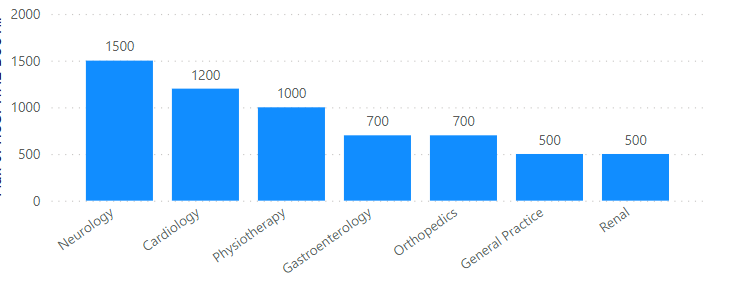 2000
1500
1000
500
0
1500
1200
1000
700
700
500
500
Neurology
Cardiology
Physiotherapy
Gastroenterology
Orthopedics
General Practice
Renal